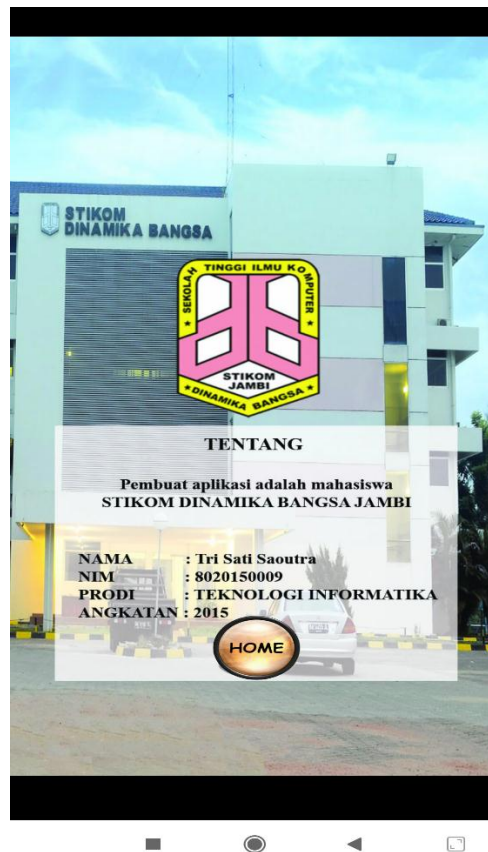 STIKOM
DINAMIKA BANGSA
SEKOLAH TINGGI ILMU KOMPUTER
STIKOM
JAMBI
DINAMIKA BANGSA
TENTANG
Pembuat aplikasi adalah mahasiswa
STIKOM DINAMIKA BANGSA JAMBI
NAMA : Tri Sati Saoutra
NIM : 8020150009
PRODI : TEKNOLOGI INFORMATIKA
ANGKATAN : 2015
HOME